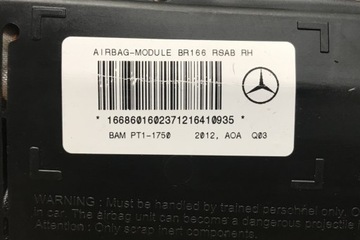 AIRBAG-MODULE BR166 RSAB RH
* 1668601602371216410935 *
BAM PT1-1750 2012, AOA Q03
WARNING : Must be handled by trained personnel only.
in car. The airbag unit can become a dangerous projectile
Attention : Only scrap inert components.